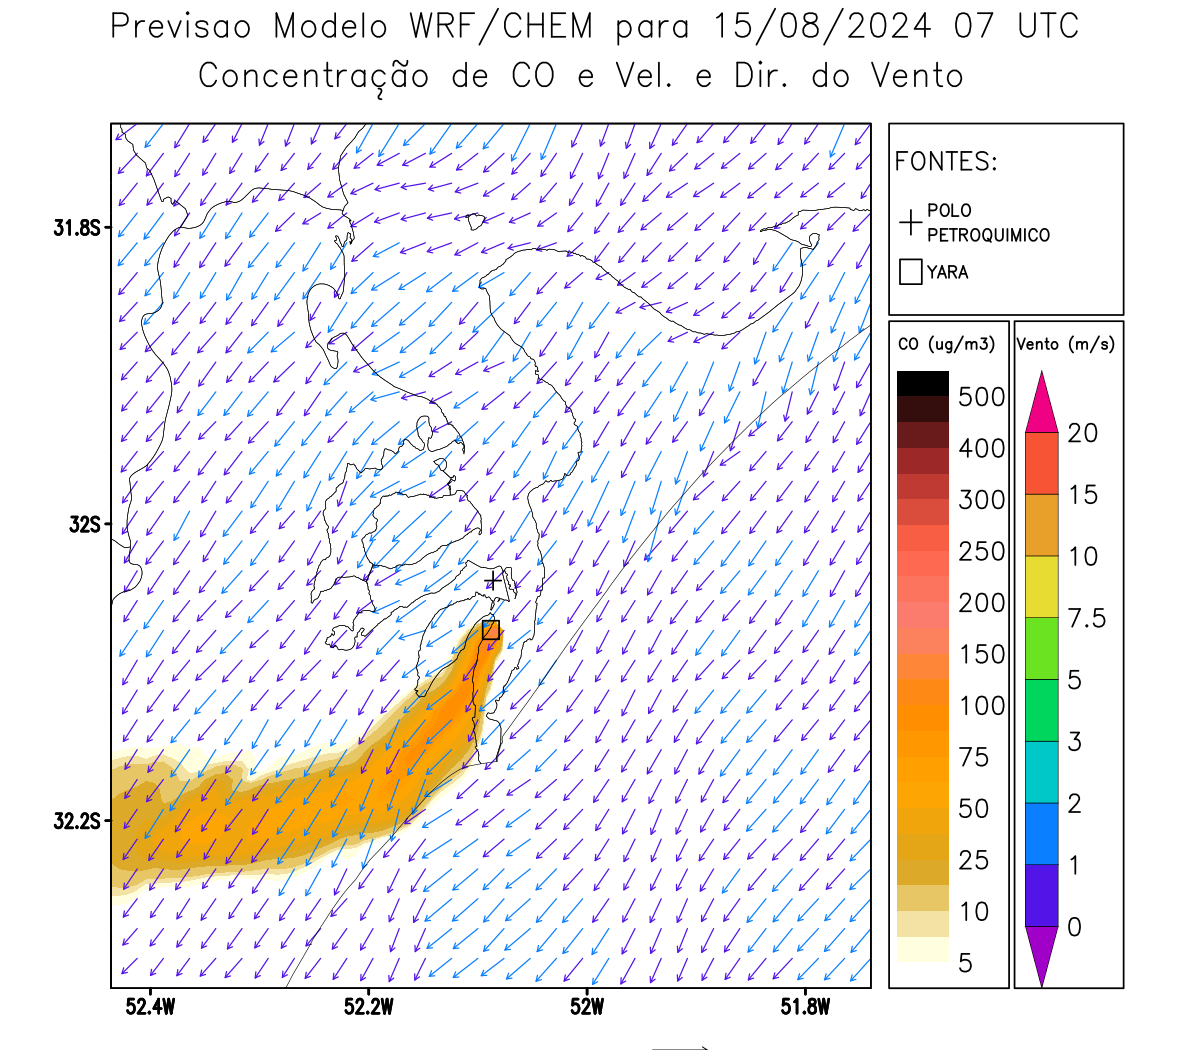 Previsao Modelo WRF/CHEM para 15/08/2024 07 UTC
Concentração de CO e Vel. e Dir. do Vento
FONTES:
POLO
PETROQUIMICO
YARA
CO (ug/m3)
500
400
300
250
200
150
100
75
50
25
10
5
Vento (m/s)
20
15
10
7.5
5
3
2
1
0
31.8S
32S
32.2S
52.4W
52.2W
52W
51.8W